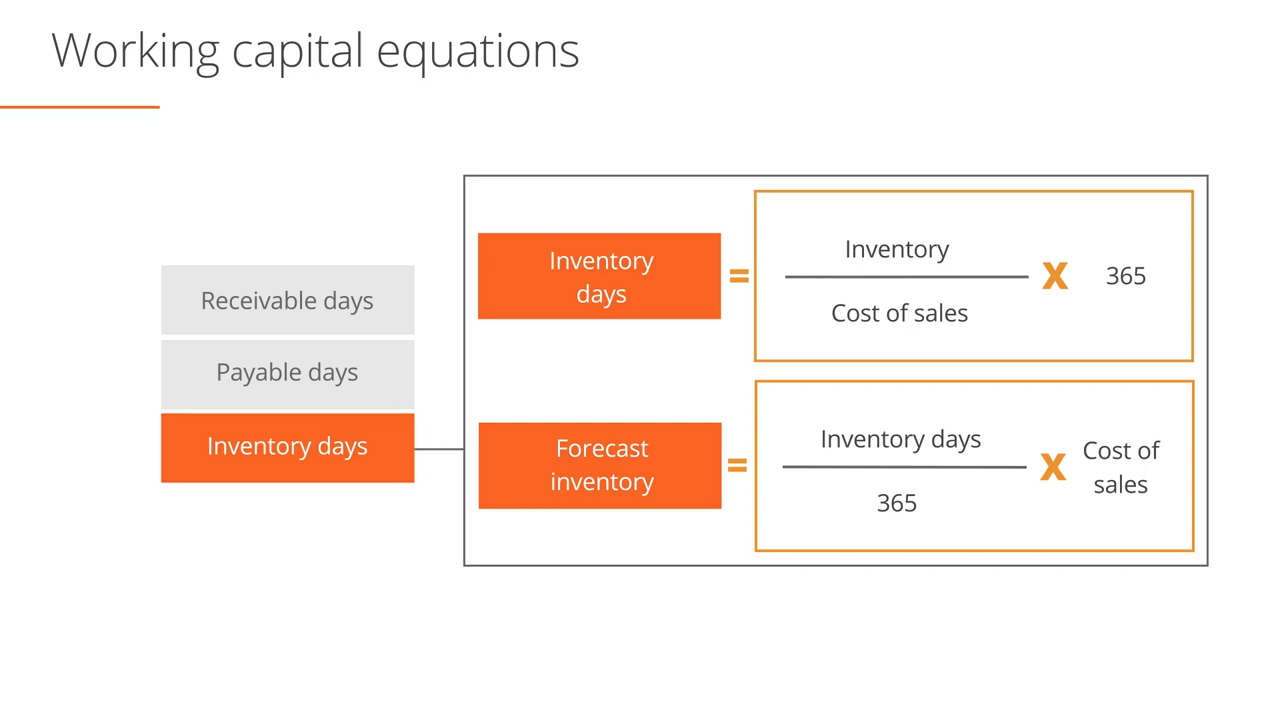 Working capital equations
Receivable days
Payable days
Inventory days
Inventory
days
=
Inventory
Cost of sales
X
365
Forecast
inventory
=
Inventory days
365
X
Cost of
sales